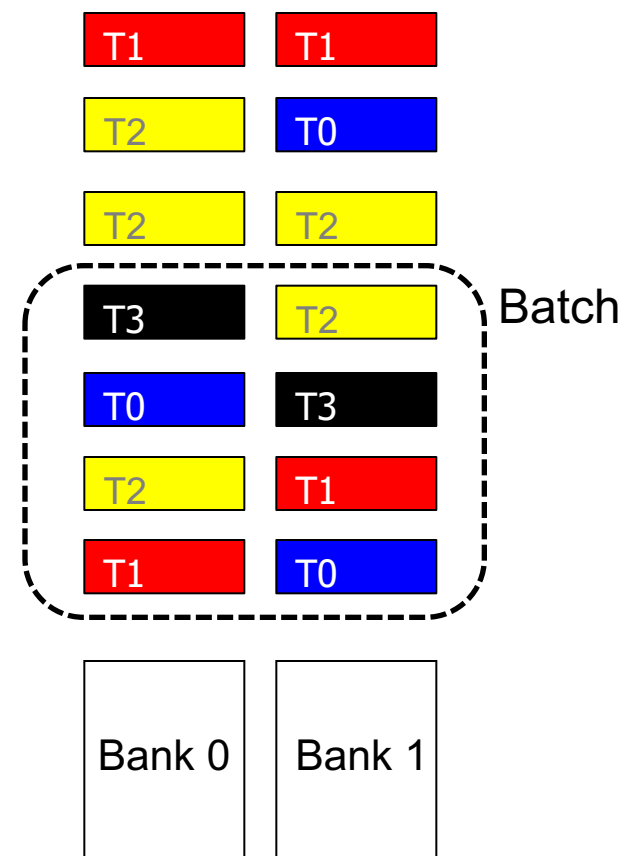 T1 T1
T2 T0
T2 T2
T3 T2 Batch
T0 T3
T2 T1
T1 T0
Bank 0 Bank 1